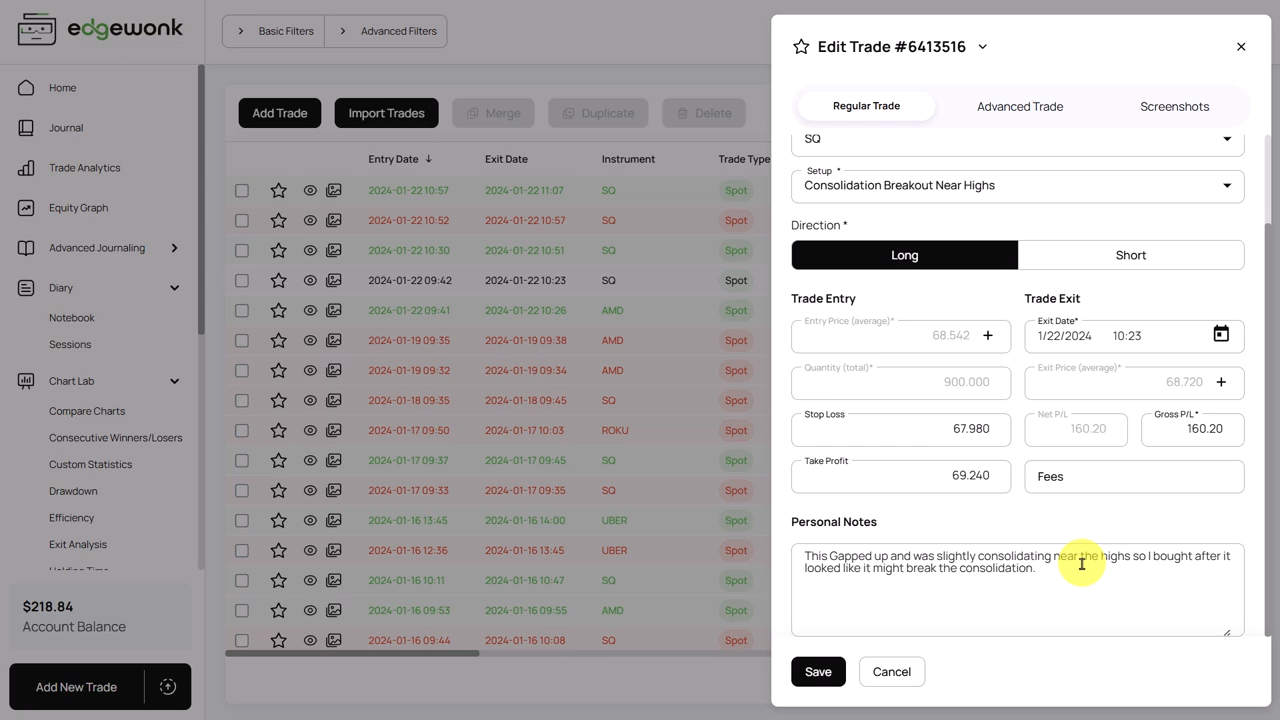 edgewonk
Home
Journal
Trade Analytics
Equity Graph
Advanced Journaling
Diary
Notebook
Sessions
Chart Lab
Compare Charts
Consecutive Winners/Losers
Custom Statistics
Drawdown
Efficiency
Exit Analysis
$218.84
Account Balance
Add New Trade
Basic Filters
Advanced Filters
Add Trade
Import Trades
Merge
Duplicate
Delete
Entry Date Exit Date Instrument Trade Type
2024-01-22 10:57 2024-01-22 11:07 SQ Spot
2024-01-22 10:52 2024-01-22 10:57 SQ Spot
2024-01-22 10:30 2024-01-22 10:51 SQ Spot
2024-01-22 09:42 2024-01-22 10:23 SQ Spot
2024-01-22 09:41 2024-01-22 10:26 AMD Spot
2024-01-19 09:35 2024-01-19 09:38 AMD Spot
2024-01-19 09:32 2024-01-19 09:34 AMD Spot
2024-01-18 09:35 2024-01-18 09:45 SQ Spot
2024-01-17 09:50 2024-01-17 10:03 ROKU Spot
2024-01-17 09:37 2024-01-17 09:45 SQ Spot
2024-01-17 09:33 2024-01-17 09:35 SQ Spot
2024-01-16 13:45 2024-01-16 14:00 UBER Spot
2024-01-16 12:36 2024-01-16 13:45 UBER Spot
2024-01-16 10:11 2024-01-16 10:47 SQ Spot
2024-01-16 09:53 2024-01-16 09:55 AMD Spot
2024-01-16 09:44 2024-01-16 10:08 SQ Spot
Edit Trade #6413516
Regular Trade
Advanced Trade
Screenshots
SQ
Setup *
Consolidation Breakout Near Highs
Direction *
Long
Short
Trade Entry
Trade Exit
Entry Price (average)*
68.542
Exit Date*
1/22/2024 10:23
Quantity (total)*
900.000
Exit Price (average)*
68.720
Stop Loss
67.980
Net P/L
160.20
Gross P/L *
160.20
Take Profit
69.240
Fees
Personal Notes
This Gapped up and was slightly consolidating near the highs so I bought after it
looked like it might break the consolidation.
Save
Cancel